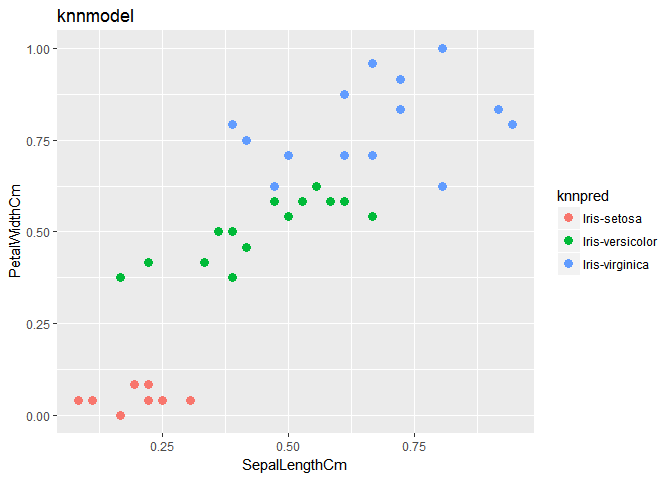 knnmodel
1.00
0.75
0.50
0.25
0.00
PetalWidthCm
0.25 0.50 0.75
SepalLengthCm
knnpred
Iris-setosa
Iris-versicolor
Iris-virginica